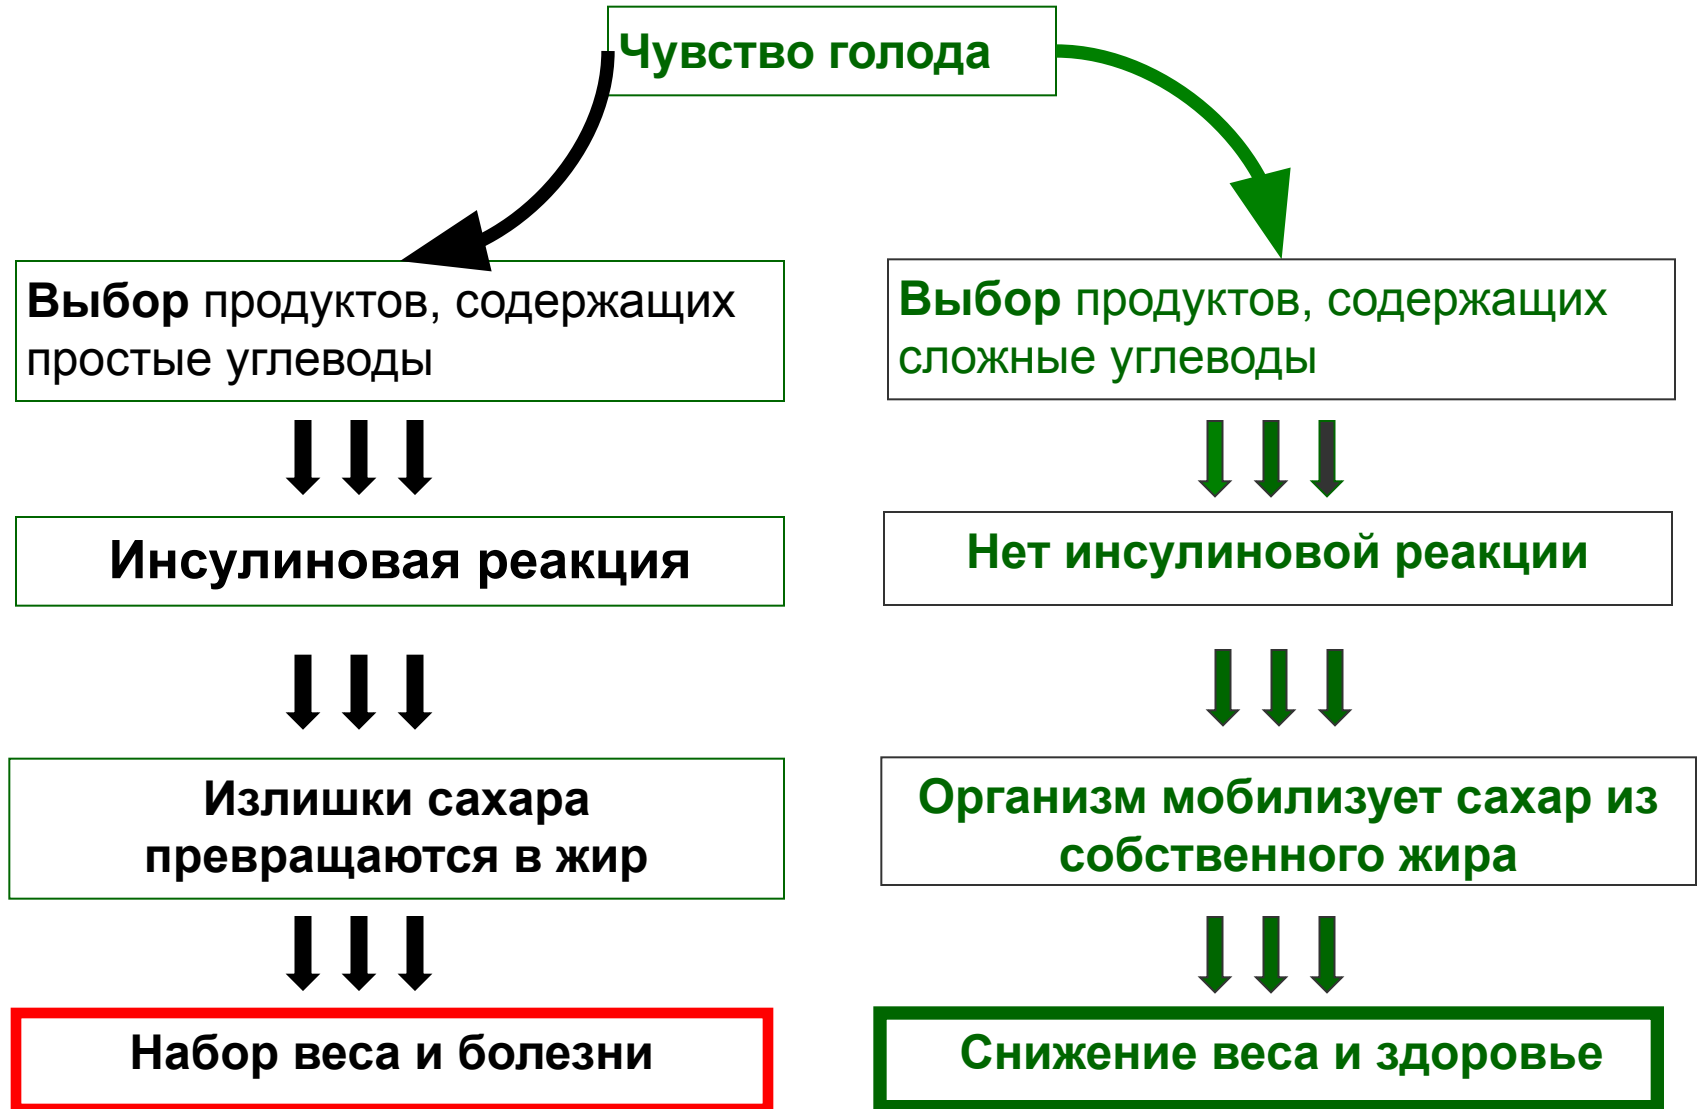 Чувство голода
Выбор продуктов, содержащих
простые углеводы
Инсулиновая реакция
Излишки сахара
превращаются в жир
Набор веса и болезни
Выбор продуктов, содержащих
сложные углеводы
Нет инсулиновой реакции
Организм мобилизует сахар из
собственного жира
Снижение веса и здоровье